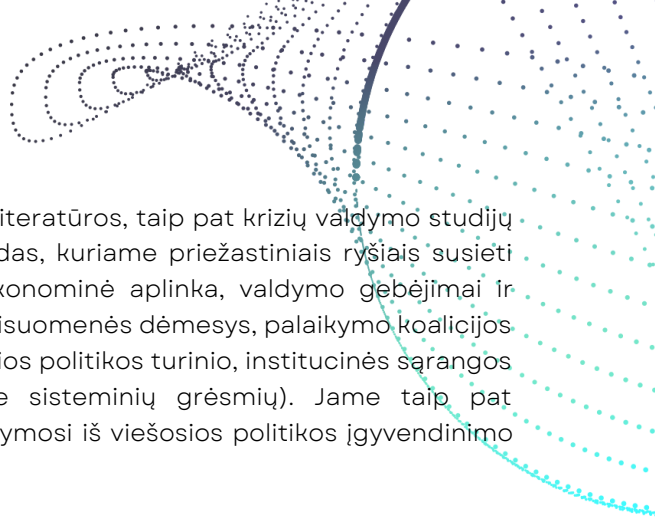 iteratūros, taip pat krizių valdymo studijų
das, kuriame priežastiniais ryšiais susieti
konominė aplinka, valdymo gebėjimai ir
isuomenės dėmesys, palaikymo koalicijos
ios politikos turinio, institucinės sąrangos
e sisteminių grėsmių). Jame taip pat
ymosi iš viešosios politikos įgyvendinimo